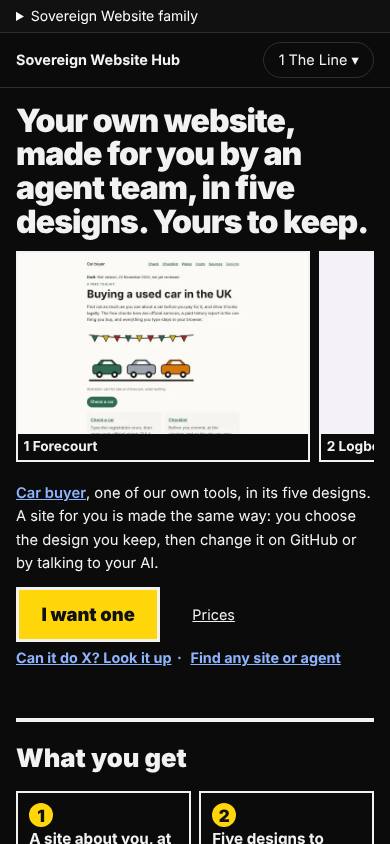 ▶ Sovereign Website family
Sovereign Website Hub
1 The Line ▾
Your own website,
made for you by an
agent team, in five
designs. Yours to keep.
Car buyer
Buying a used car in the UK
Check a car
Check a car
Checklist
1 Forecourt
2 Logbo
Car buyer, one of our own tools, in its five designs.
A site for you is made the same way: you choose
the design you keep, then change it on GitHub or
by talking to your AI.
I want one
Prices
Can it do X? Look it up · Find any site or agent
What you get
1
A site about you, at
2
Five designs to